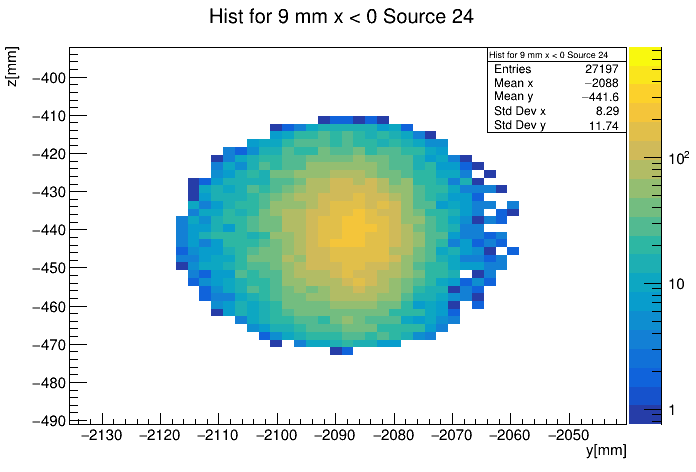 Hist for 9 mm x < 0 Source 24
z[mm]
Hist for 9 mm x < 0 Source 24
Entries 27197
Mean x −2088
Mean y −441.6
Std Dev x 8.29
Std Dev y 11.74
−400
−410
−420
−430
−440
−450
−460
−470
−480
−490
10²
10
1
−2130 −2120 −2110 −2100 −2090 −2080 −2070 −2060 −2050
y[mm]